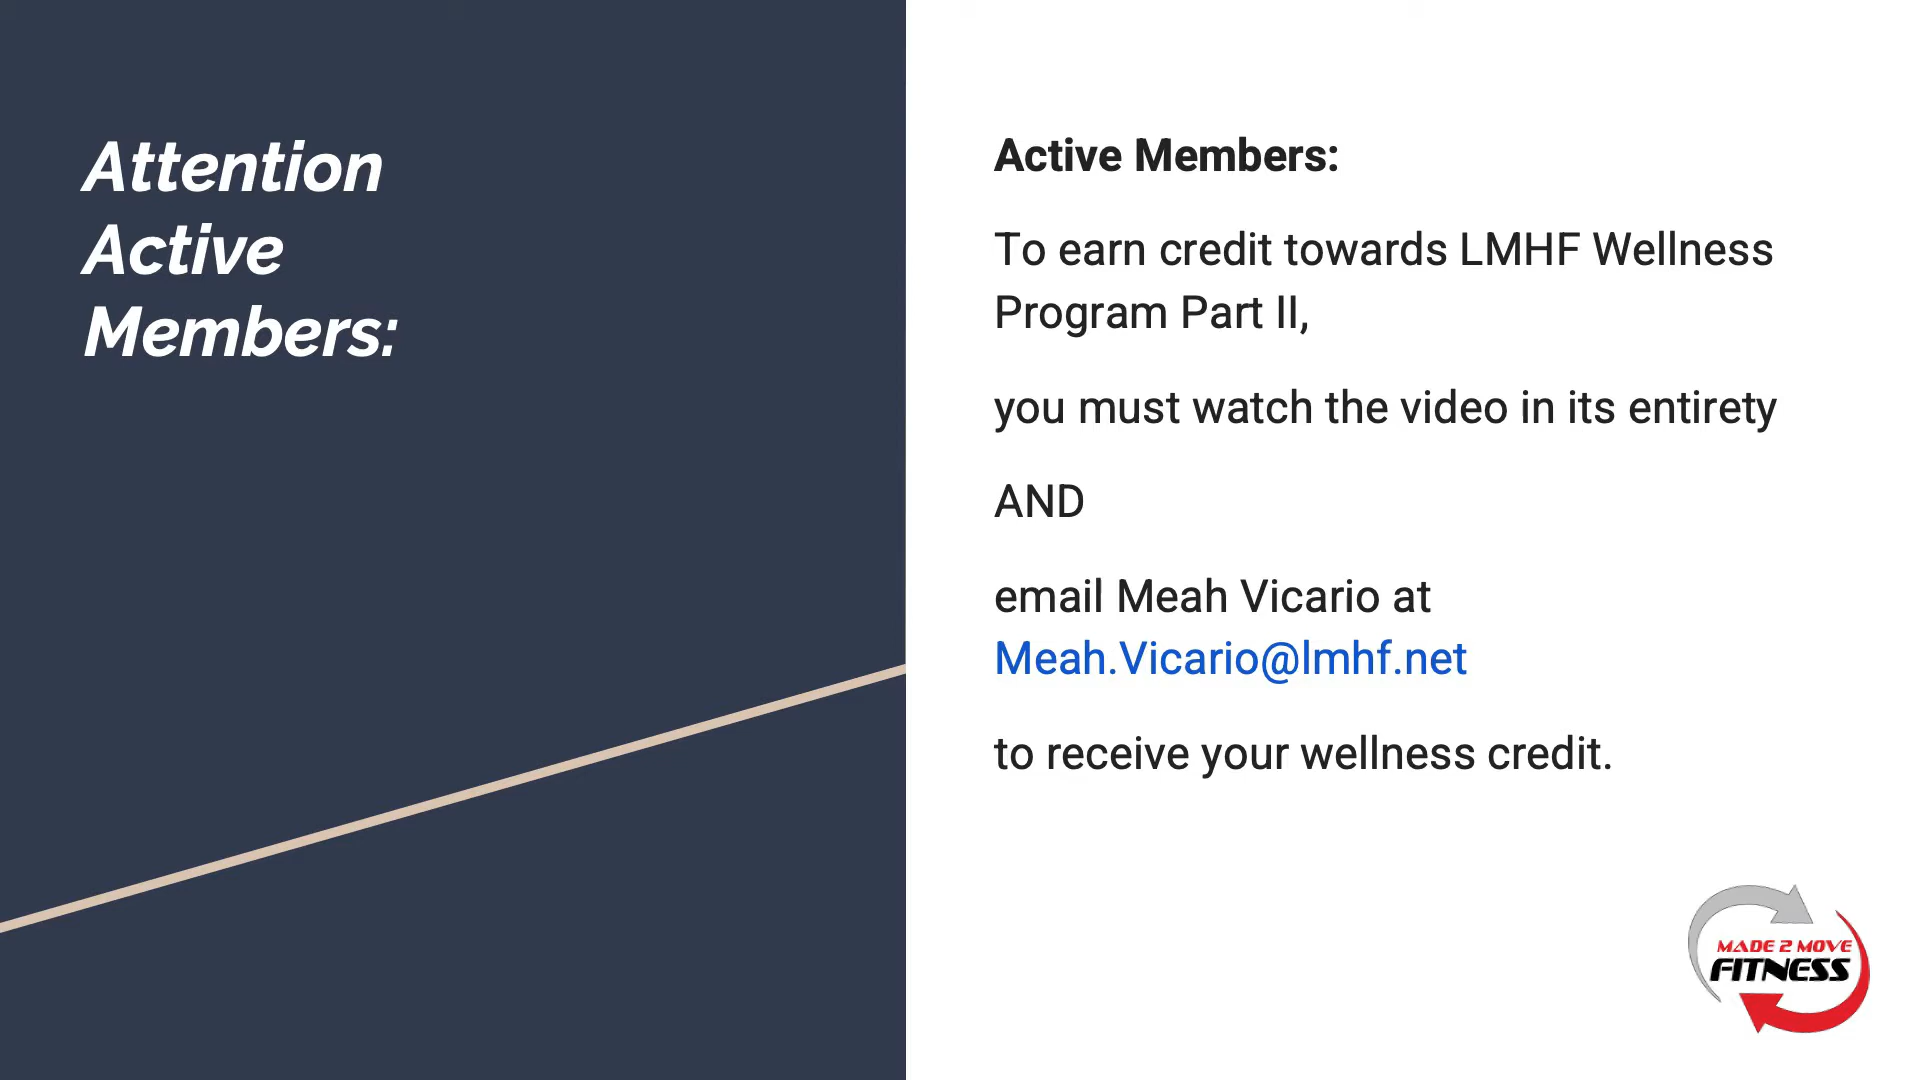 Attention
Active
Members:
Active Members:
To earn credit towards LMHF Wellness
Program Part II,
you must watch the video in its entirety
AND
email Meah Vicario at
Meah.Vicario@lmhf.net
to receive your wellness credit.
MADE 2 MOVE
FITNESS